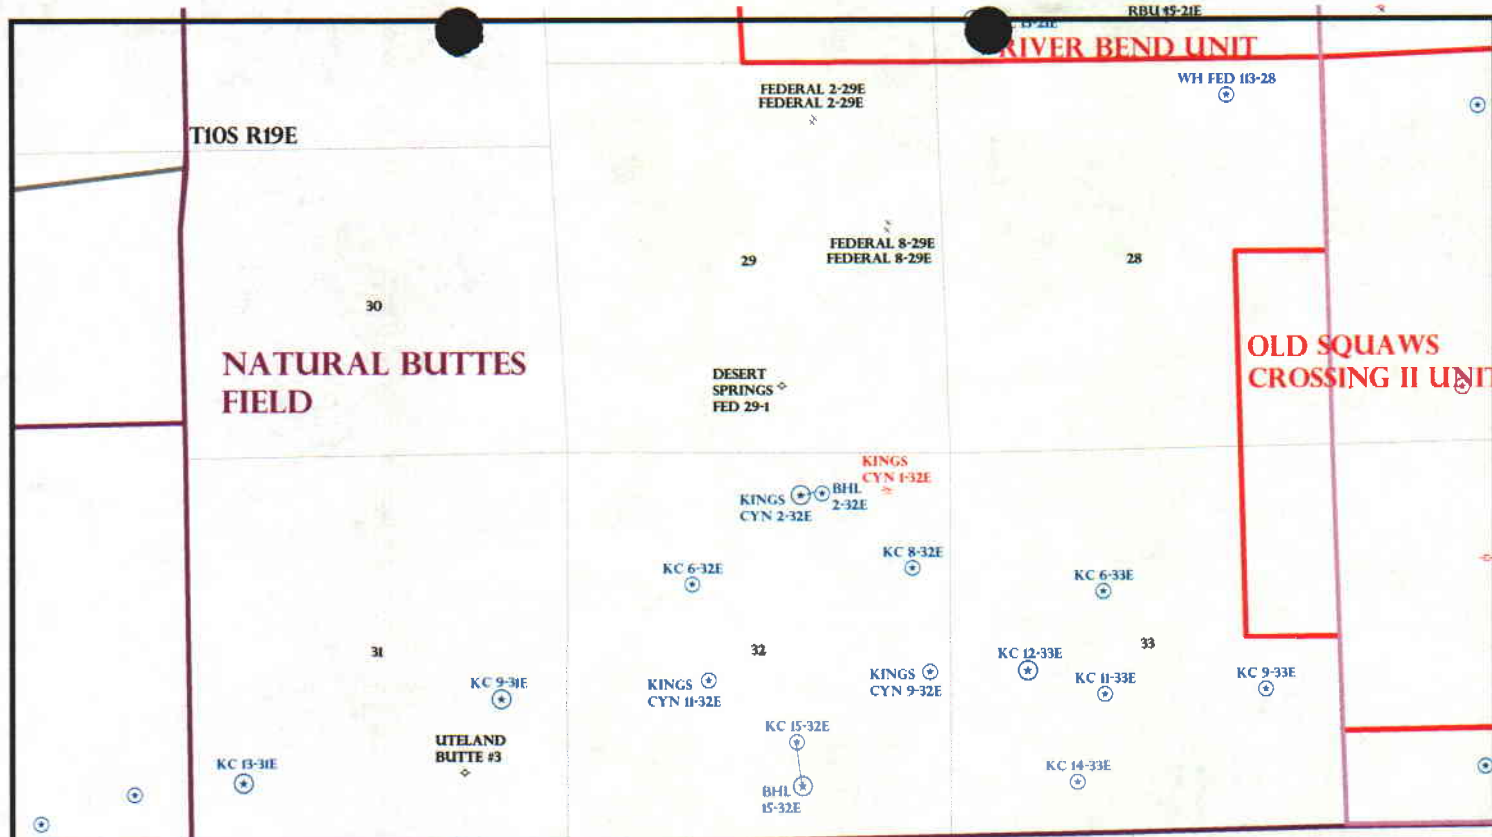 RBU 15-21E
RIVER BEND UNIT
WH FED 113-28
FEDERAL 2-29E
FEDERAL 2-29E
T10S R19E
FEDERAL 8-29E
FEDERAL 8-29E
29
28
30
NATURAL BUTTES
FIELD
OLD SQUAWS
CROSSING II UNIT
DESERT
SPRINGS
FED 29-1
KINGS
CYN 1-32E
KINGS
CYN 2-32E
BHL
2-32E
KC 6-32E
KC 8-32E
KC 6-33E
31
32
33
KC 9-31E
KINGS
CYN 11-32E
KINGS
CYN 9-32E
KC 12-33E
KC 11-33E
KC 9-33E
UTELAND
BUTTE #3
KC 15-32E
KC 13-31E
BHL
15-32E
KC 14-33E